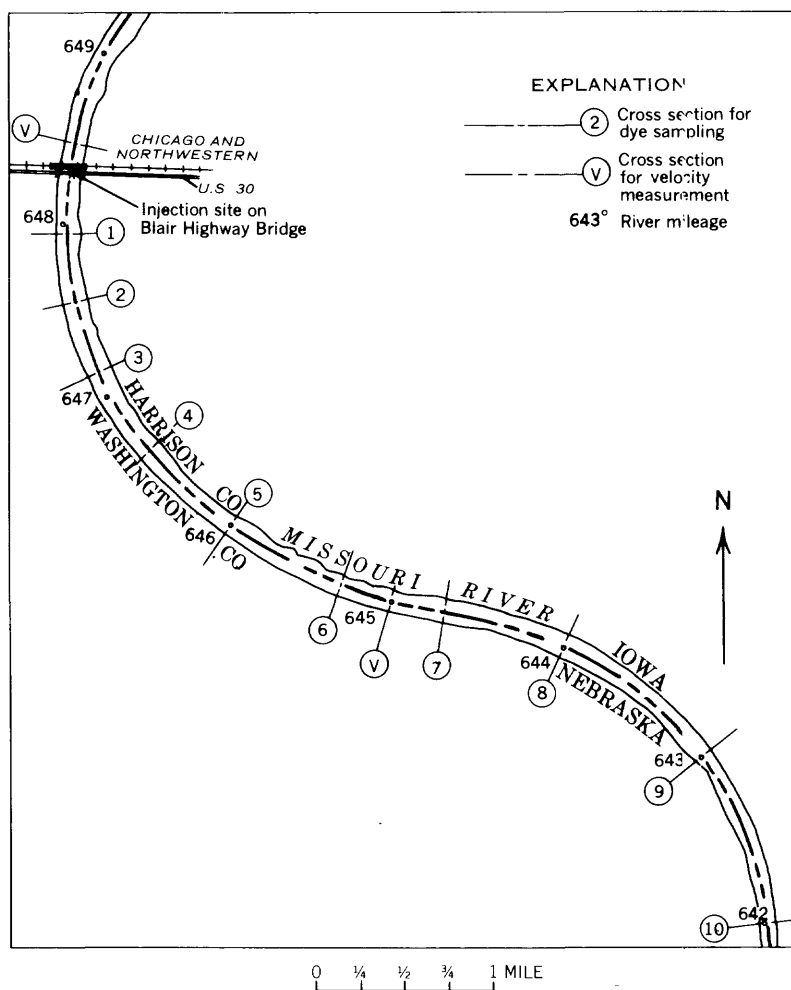 649
EXPLANATION
2 Cross section for
dye sampling
V Cross section
for velocity
measurement
643° River mileage
V
CHICAGO AND
NORTHWESTERN
U.S 30
Injection site on
Blair Highway Bridge
648
1
2
3
647
HARRISON CO
WASHINGTON CO
4
5
646
MISSOURI RIVER
N
6
645
V
7
644
8
IOWA
NEBRASKA
643
9
642
10
0 ¼ ½ ¾ 1 MILE